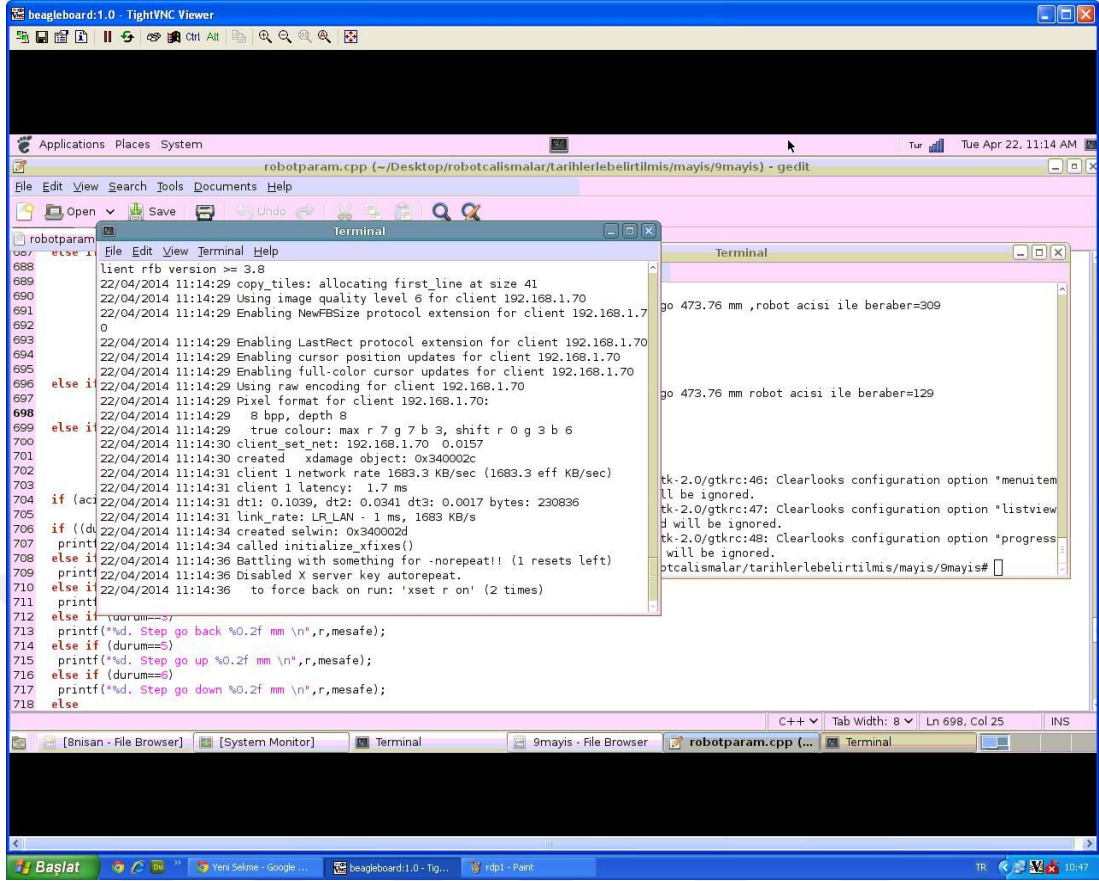 beagleboard:1.0 - TightVNC Viewer
Ctrl Alt
Applications Places System
Tur
Tue Apr 22, 11:14 AM
robotparam.cpp (~/Desktop/robotcalismalar/tarihlerlebelirtilmis/mayis/9mayis) - gedit
File Edit View Search Tools Documents Help
Open Save Undo
robotparam
Terminal
File Edit View Terminal Help
lient rfb version >= 3.8
22/04/2014 11:14:29 copy_tiles: allocating first_line at size 41
22/04/2014 11:14:29 Using image quality level 6 for client 192.168.1.70
22/04/2014 11:14:29 Enabling NewFBSize protocol extension for client 192.168.1.7
0
22/04/2014 11:14:29 Enabling LastRect protocol extension for client 192.168.1.70
22/04/2014 11:14:29 Enabling cursor position updates for client 192.168.1.70
22/04/2014 11:14:29 Enabling full-color cursor updates for client 192.168.1.70
22/04/2014 11:14:29 Using raw encoding for client 192.168.1.70
22/04/2014 11:14:29 Pixel format for client 192.168.1.70:
22/04/2014 11:14:29   8 bpp, depth 8
22/04/2014 11:14:29   true colour: max r 7 g 7 b 3, shift r 0 g 3 b 6
22/04/2014 11:14:30 client_set_net: 192.168.1.70  0.0157
22/04/2014 11:14:30 created   xdamage object: 0x340002c
22/04/2014 11:14:31 client 1 network rate 1683.3 KB/sec (1683.3 eff KB/sec)
22/04/2014 11:14:31 client 1 latency:  1.7 ms
22/04/2014 11:14:31 dt1: 0.1039, dt2: 0.0341 dt3: 0.0017 bytes: 230836
22/04/2014 11:14:31 link_rate: LR_LAN - 1 ms, 1683 KB/s
22/04/2014 11:14:34 created selwin: 0x340002d
22/04/2014 11:14:34 called initialize_xfixes()
22/04/2014 11:14:36 Battling with something for -norepeat!! (1 resets left)
22/04/2014 11:14:36 Disabled X server key autorepeat.
22/04/2014 11:14:36   to force back on run: 'xset r on' (2 times)
Terminal
go 473.76 mm ,robot acisi ile beraber=309
go 473.76 mm robot acisi ile beraber=129
tk-2.0/gtkrc:46: Clearlooks configuration option "menuitem
ll be ignored.
tk-2.0/gtkrc:47: Clearlooks configuration option "listview
d will be ignored.
tk-2.0/gtkrc:48: Clearlooks configuration option "progress
will be ignored.
otcalismalar/tarihlerlebelirtilmis/mayis/9mayis#
687 else if
688
689
690
691
692
693
694
695
696 else if
697
698
699 else if
700
701
702
703
704 if (aci
705
706 if ((du
707 printf
708 else if
709 printf
710 else if
711 printf
712 else if (durum==3)
713 printf("%d. Step go back %0.2f mm \n",r,mesafe);
714 else if (durum==5)
715 printf("%d. Step go up %0.2f mm \n",r,mesafe);
716 else if (durum==6)
717 printf("%d. Step go down %0.2f mm \n",r,mesafe);
718 else
C++ Tab Width: 8 Ln 698, Col 25 INS
[8nisan - File Browser] [System Monitor] Terminal 9mayis - File Browser robotparam.cpp (... Terminal
Başlat
Yeni Sekme - Google ...
beagleboard:1.0 - Tig...
rdp1 - Paint
TR
10:47